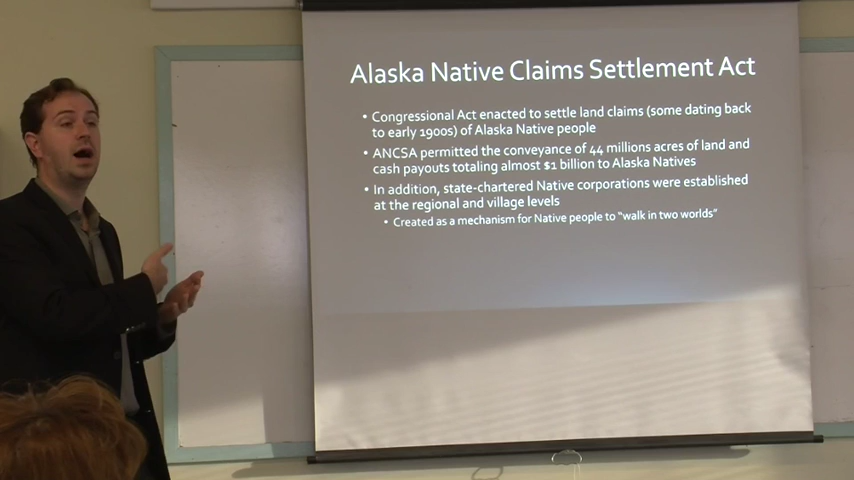 Alaska Native Claims Settlement Act
• Congressional Act enacted to settle land claims (some dating back
to early 1900s) of Alaska Native people
• ANCSA permitted the conveyance of 44 millions acres of land and
cash payouts totaling almost $1 billion to Alaska Natives
• In addition, state-chartered Native corporations were established
at the regional and village levels
• Created as a mechanism for Native people to “walk in two worlds”